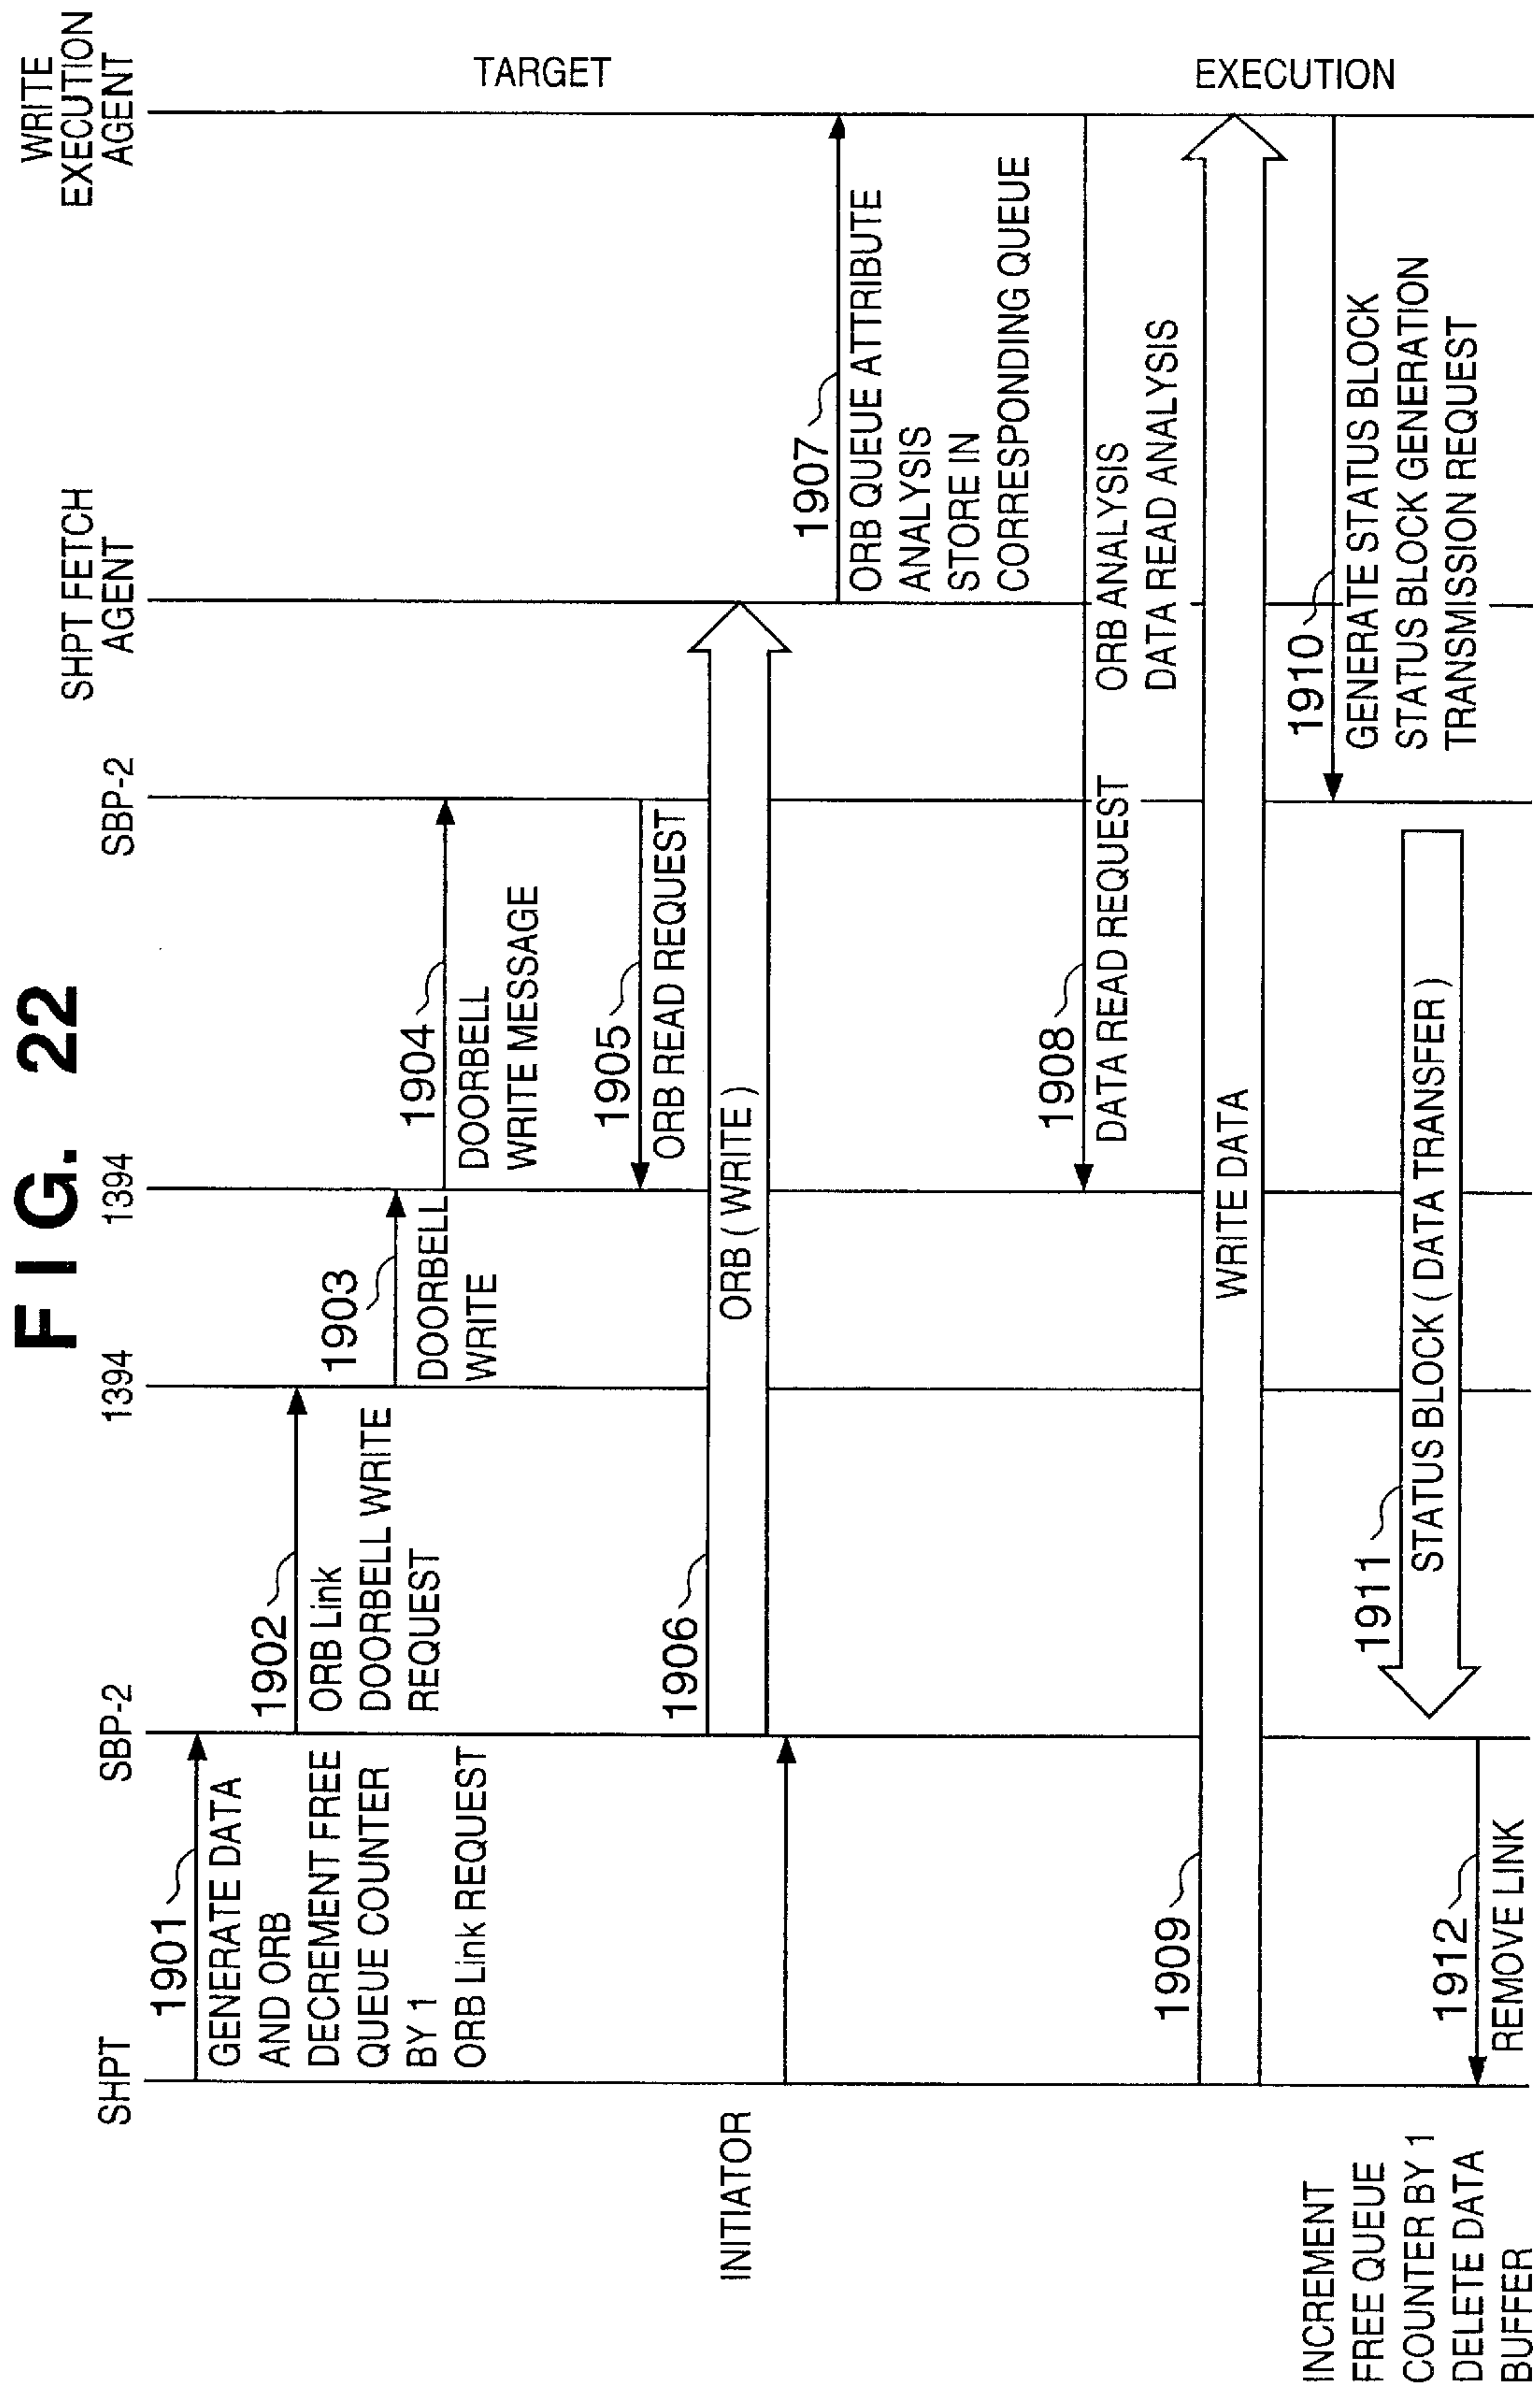 FIG. 22
SHPT
SBP-2
1394
1394
SBP-2
SHPT FETCH
AGENT
WRITE
EXECUTION
AGENT
1901
GENERATE DATA
AND ORB
DECREMENT FREE
QUEUE COUNTER
BY 1
ORB Link REQUEST
1902
ORB Link
DOORBELL WRITE
REQUEST
1903
DOORBELL
WRITE
1904
DOORBELL
WRITE MESSAGE
TARGET
1905
ORB READ REQUEST
INITIATOR
1906
ORB ( WRITE )
1907
ORB QUEUE ATTRIBUTE
ANALYSIS
STORE IN
CORRESPONDING QUEUE
1908
DATA READ REQUEST
ORB ANALYSIS
DATA READ ANALYSIS
1909
WRITE DATA
EXECUTION
1910
GENERATE STATUS BLOCK
STATUS BLOCK GENERATION
TRANSMISSION REQUEST
1911
STATUS BLOCK ( DATA TRANSFER )
1912
REMOVE LINK
INCREMENT
FREE QUEUE
COUNTER BY 1
DELETE DATA
BUFFER